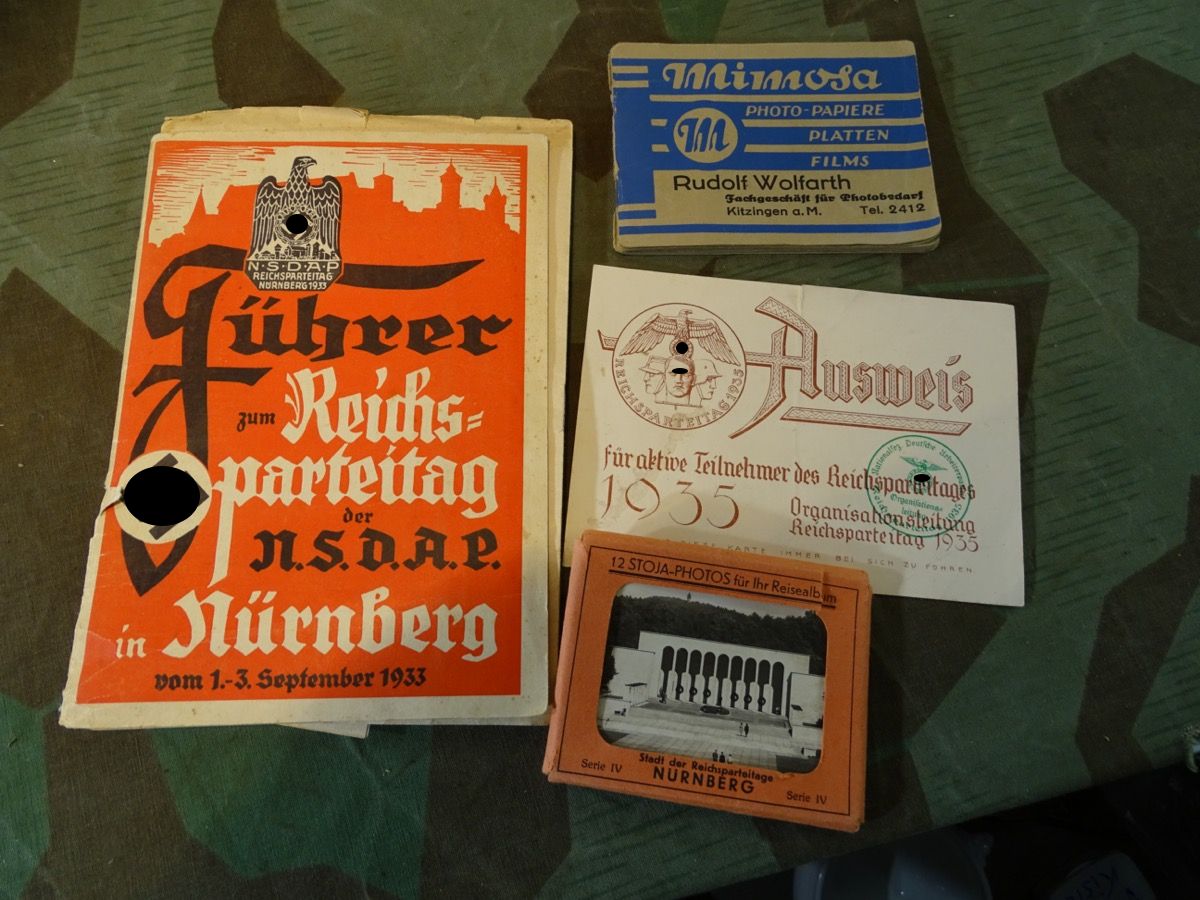 N·S·D·A·P
REICHSPARTEITAG
NÜRNBERG 1933
Führer
zum Reichs=
parteitag
der
N.S.D.A.P.
in Nürnberg
vom 1.-3. September 1933
Mimosa
PHOTO-PAPIERE
M
PLATTEN
FILMS
Rudolf Wolfarth
Fachgeschäft für Photobedarf
Kitzingen a. M. Tel. 2412
REICHSPARTEITAG 1935
Ausweis
für aktive Teilnehmer des Reichsparteitages
1935
Organisationsleitung
Reichsparteitag 1935
KARTE IMMER BEI SICH ZU FÜHREN
12 STOJA-PHOTOS für Ihr Reisealbum
Stadt der Reichsparteitage
NÜRNBERG
Serie IV
Serie IV